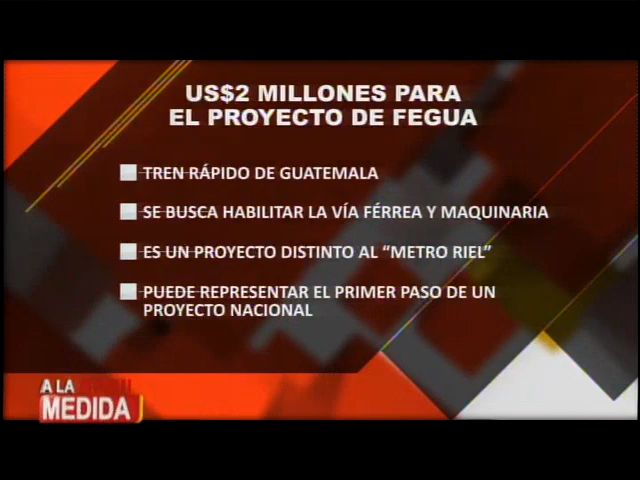 US$2 MILLONES PARA
EL PROYECTO DE FEGUA
TREN RÁPIDO DE GUATEMALA
SE BUSCA HABILITAR LA VÍA FÉRREA Y MAQUINARIA
ES UN PROYECTO DISTINTO AL “METRO RIEL”
PUEDE REPRESENTAR EL PRIMER PASO DE UN
PROYECTO NACIONAL
A LA
MEDIDA